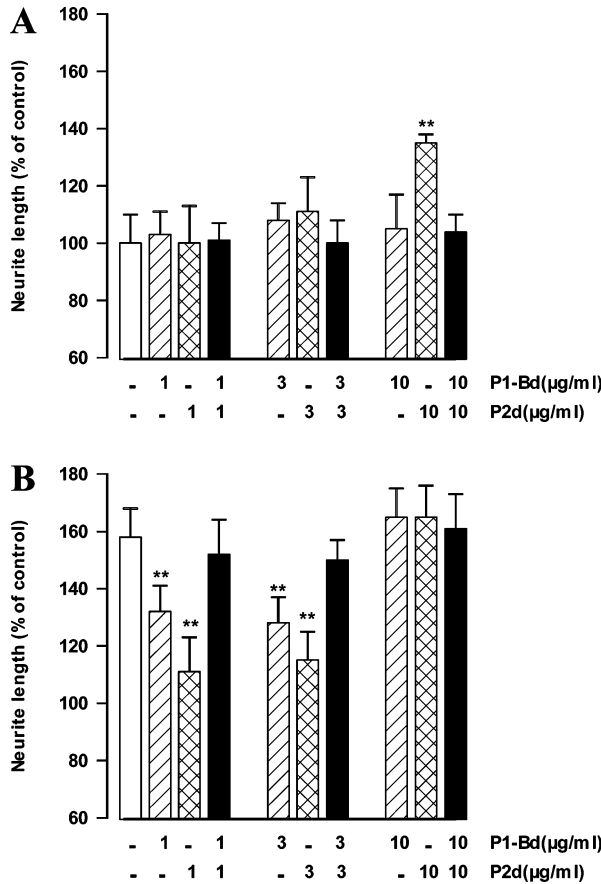 A
Neurite length (% of control)
180
160
140
120
100
80
60
**
- 1 - 1 3 - 3 10 - 10 P1-Bd(µg/ml)
- - 1 1 - 3 3 - 10 10 P2d(µg/ml)
B
Neurite length (% of control)
180
160
140
120
100
80
60
** ** ** **
- 1 - 1 3 - 3 10 - 10 P1-Bd(µg/ml)
- - 1 1 - 3 3 - 10 10 P2d(µg/ml)